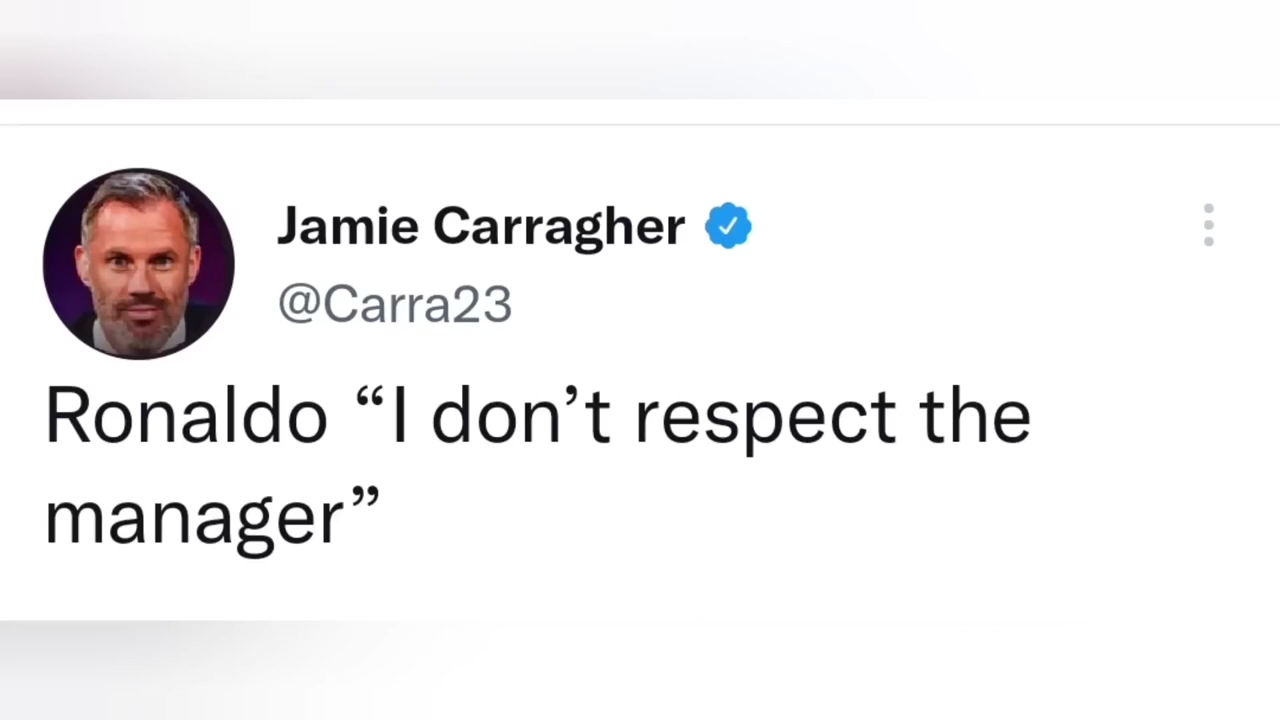 Jamie Carragher
@Carra23
Ronaldo “I don’t respect the
manager”